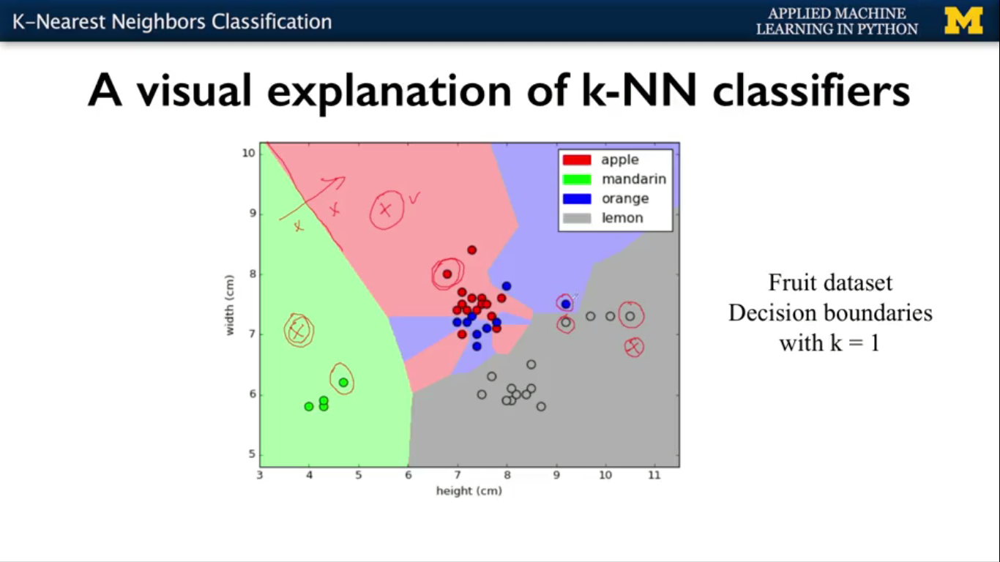 K-Nearest Neighbors Classification
APPLIED MACHINE
LEARNING IN PYTHON
M
A visual explanation of k-NN classifiers
10
9
8
7
6
5
width (cm)
3 4 5 6 7 8 9 10 11
height (cm)
apple
mandarin
orange
lemon
Fruit dataset
Decision boundaries
with k = 1